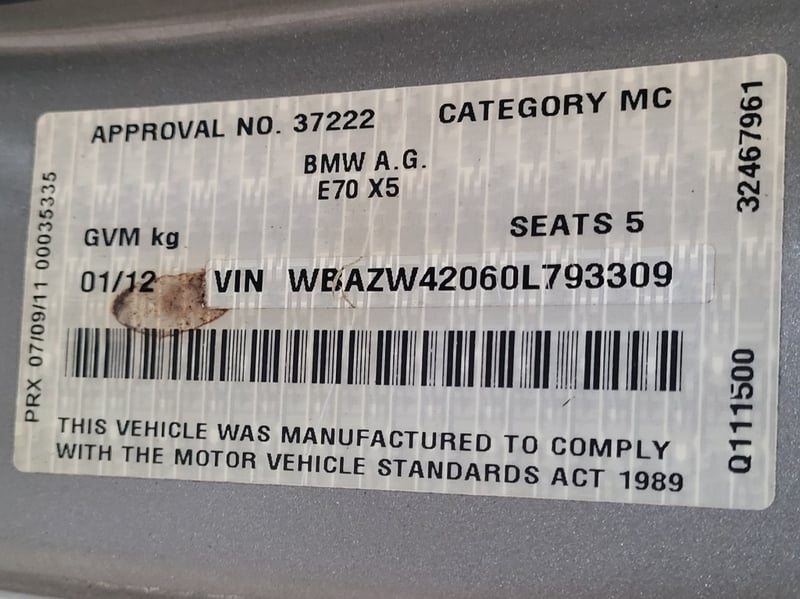 APPROVAL NO. 37222 CATEGORY MC
BMW A.G.
E70 X5
SEATS 5
GVM kg
01/12 VIN WBAZW42060L793309
THIS VEHICLE WAS MANUFACTURED TO COMPLY
WITH THE MOTOR VEHICLE STANDARDS ACT 1989
PRX 07/09/11 00035335
32467961
Q111500